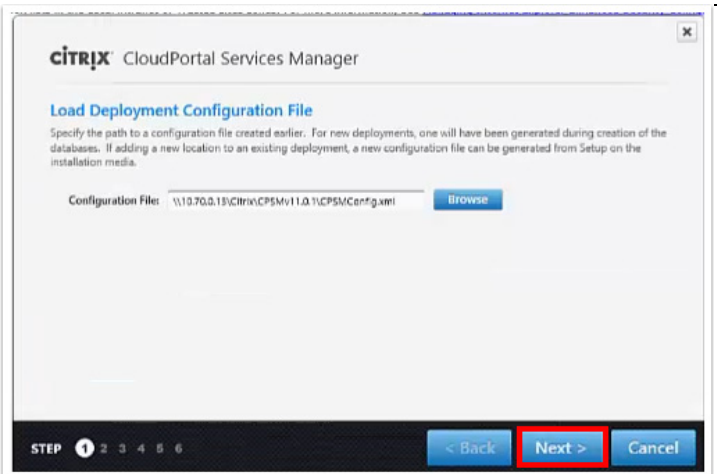 CİTRIX CloudPortal Services Manager
Load Deployment Configuration File
Specify the path to a configuration file created earlier. For new deployments, one will have been generated during creation of the
databases. If adding a new location to an existing deployment, a new configuration file can be generated from Setup on the
installation media.
Configuration File: \\10.70.0.15\Citrix\CPSMv11.0.1\CPSMConfig.xml Browse
STEP 1 2 3 4 5 6 < Back Next > Cancel